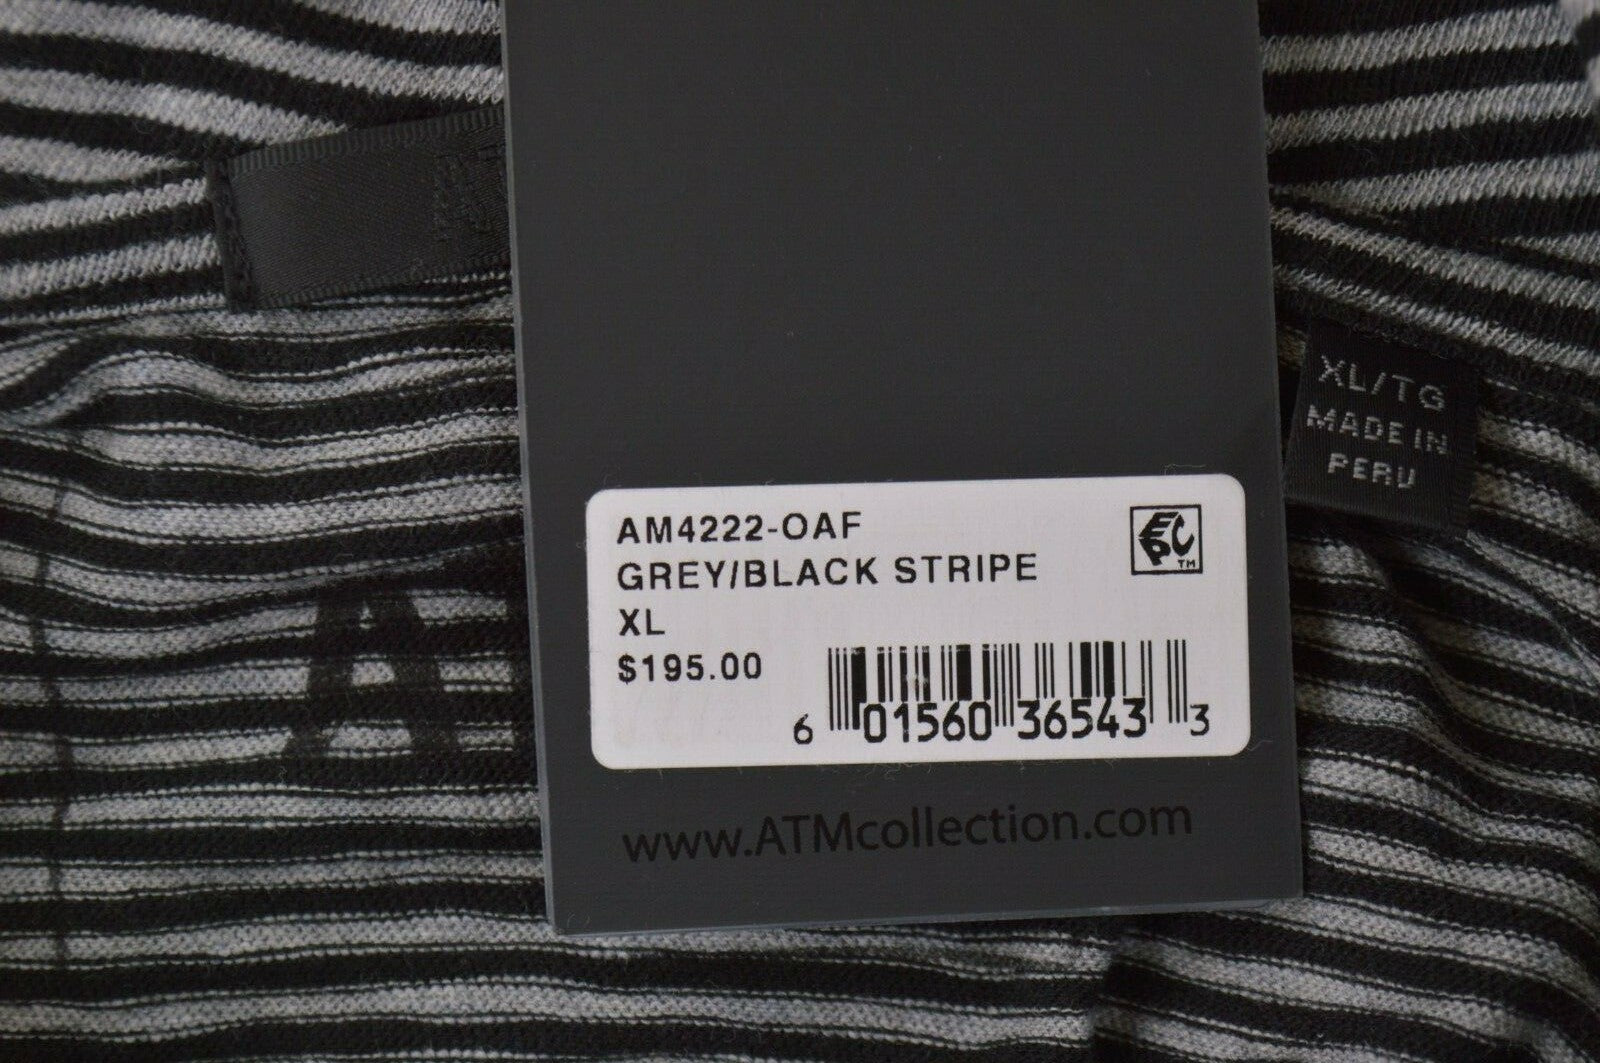 AM4222-OAF
GREY/BLACK STRIPE
XL
$195.00
6 01560 36543 3
EPC
TM
www.ATMcollection.com
XL/TG
MADE IN
PERU
A